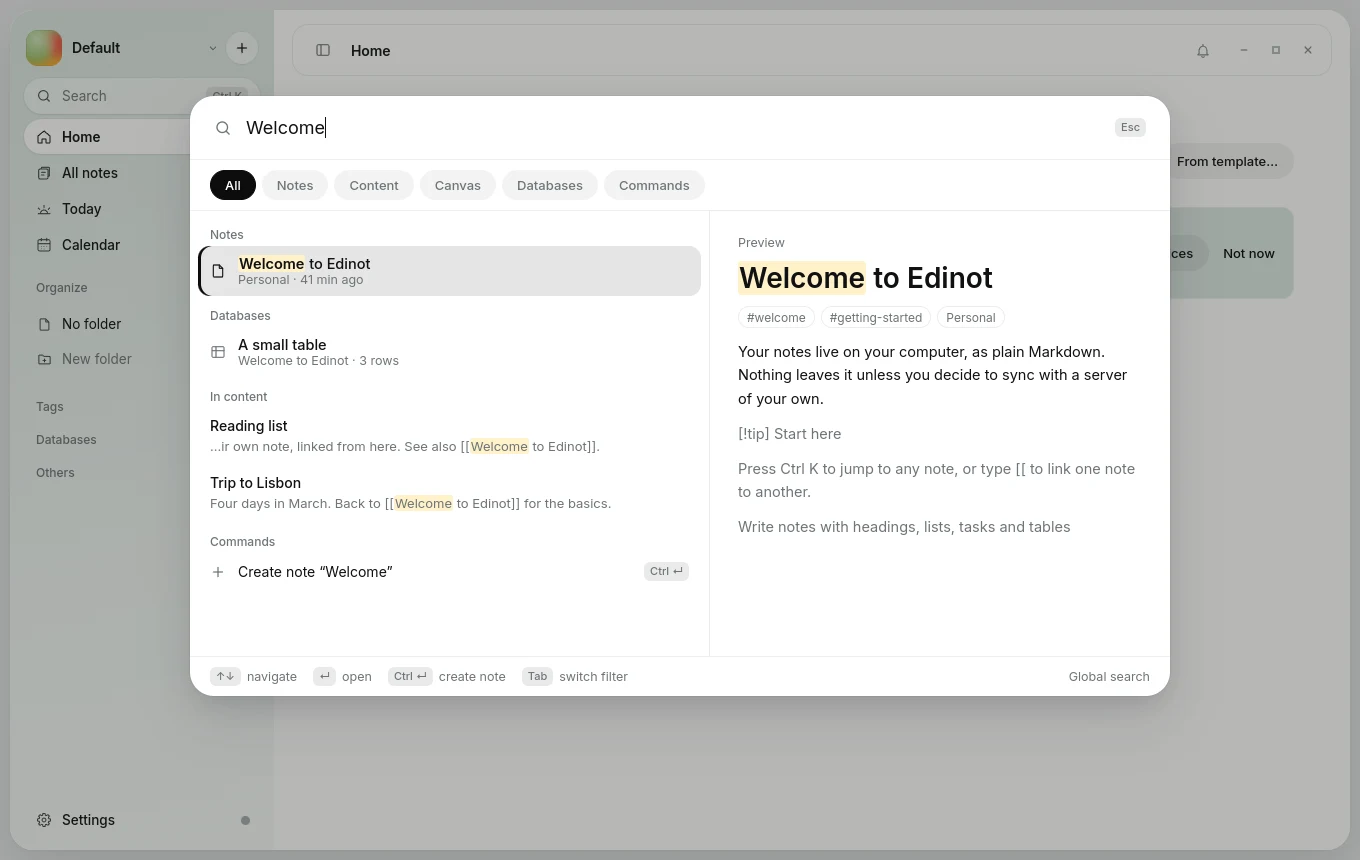 Default
Search
Ctrl K
Home
All notes
Today
Calendar
Organize
No folder
New folder
Tags
Databases
Others
Settings
Home
From template...
ces
Not now
Welcome
Esc
All
Notes
Content
Canvas
Databases
Commands
Notes
Welcome to Edinot
Personal · 41 min ago
Databases
A small table
Welcome to Edinot · 3 rows
In content
Reading list
...ir own note, linked from here. See also [[Welcome to Edinot]].
Trip to Lisbon
Four days in March. Back to [[Welcome to Edinot]] for the basics.
Commands
Create note “Welcome”
Ctrl ↵
Preview
Welcome to Edinot
#welcome
#getting-started
Personal
Your notes live on your computer, as plain Markdown.
Nothing leaves it unless you decide to sync with a server
of your own.
[!tip] Start here
Press Ctrl K to jump to any note, or type [[ to link one note
to another.
Write notes with headings, lists, tasks and tables
↑↓ navigate
↵ open
Ctrl ↵ create note
Tab switch filter
Global search